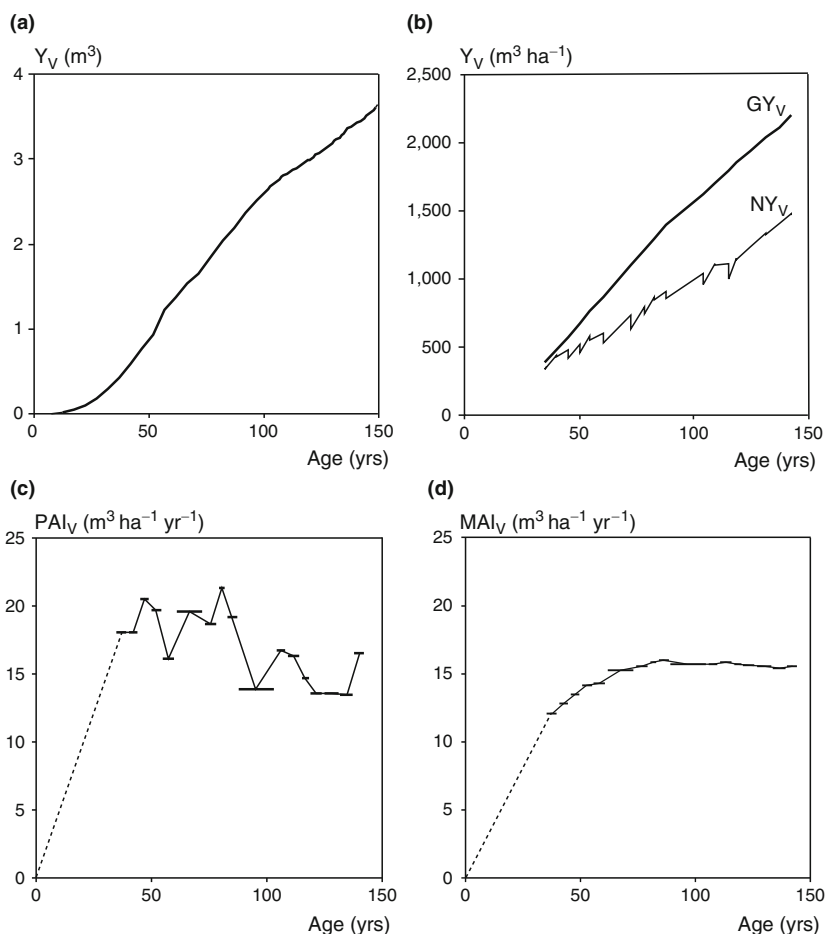 (a)
Y_V (m³)
4
3
2
1
0
0 50 100 150
Age (yrs)
(b)
Y_V (m³ ha⁻¹)
2,500
2,000
1,500
1,000
500
0
GY_V
NY_V
0 50 100 150
Age (yrs)
(c)
PAI_V (m³ ha⁻¹ yr⁻¹)
25
20
15
10
5
0
0 50 100 150
Age (yrs)
(d)
MAI_V (m³ ha⁻¹ yr⁻¹)
25
20
15
10
5
0
0 50 100 150
Age (yrs)